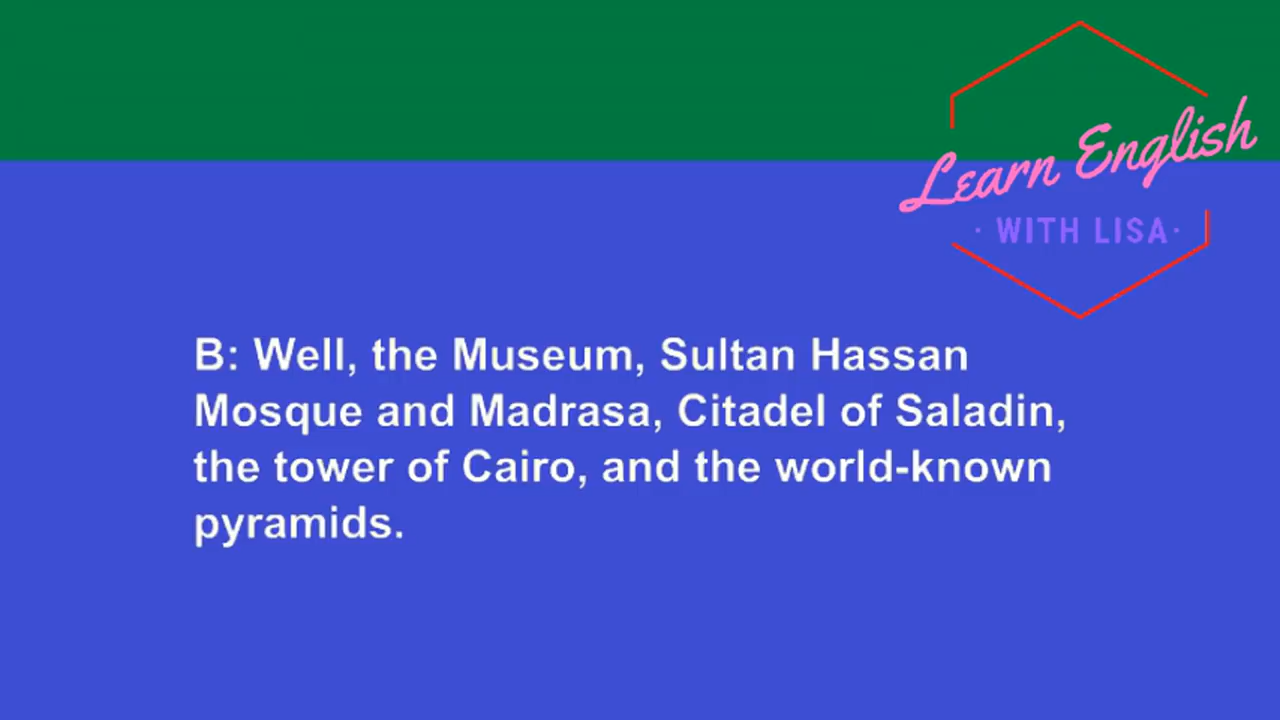 Learn English
· WITH LISA·
B: Well, the Museum, Sultan Hassan
Mosque and Madrasa, Citadel of Saladin,
the tower of Cairo, and the world-known
pyramids.